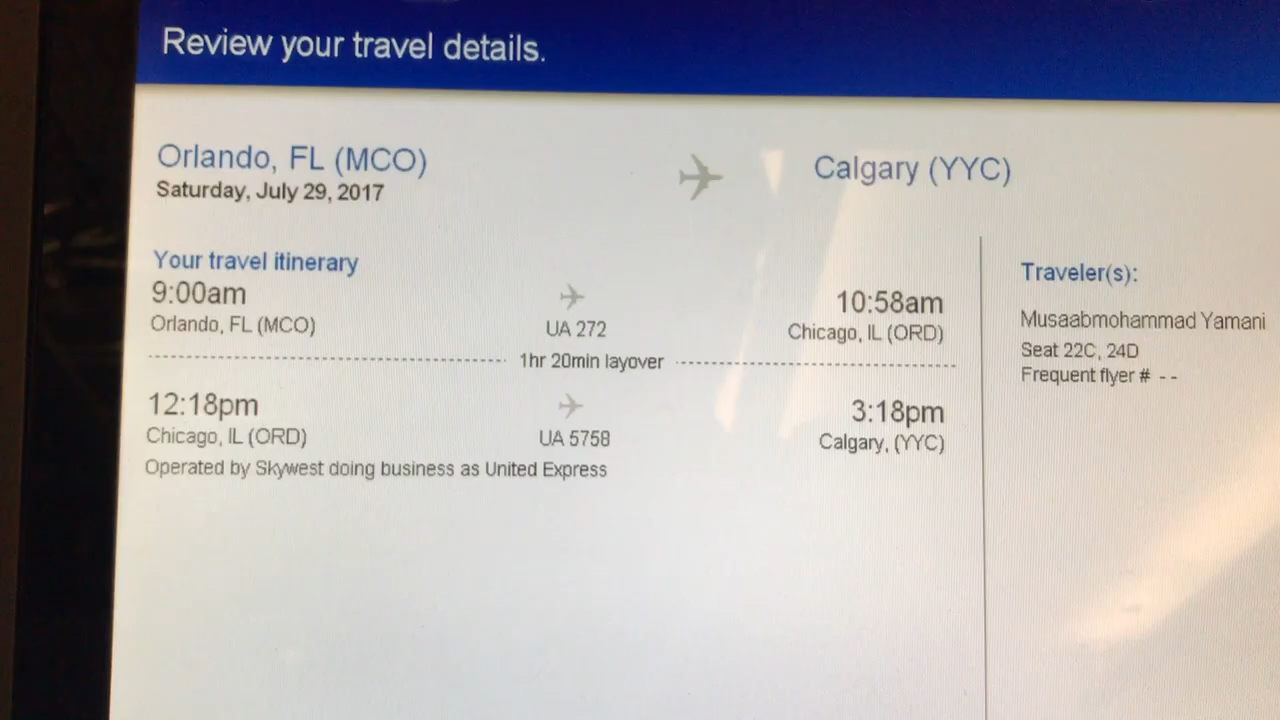 Review your travel details.
Orlando, FL (MCO)
Calgary (YYC)
Saturday, July 29, 2017
Your travel itinerary
9:00am
10:58am
Orlando, FL (MCO)
UA 272
Chicago, IL (ORD)
1hr 20min layover
12:18pm
3:18pm
Chicago, IL (ORD)
UA 5758
Calgary, (YYC)
Operated by Skywest doing business as United Express
Traveler(s):
Musaabmohammad Yamani
Seat 22C, 24D
Frequent flyer # - -